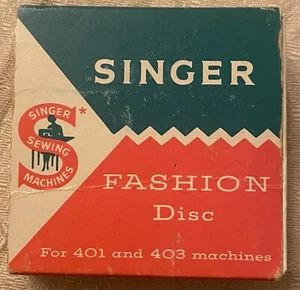 SINGER
SINGER
SEWING
MACHINES
*
FASHION
Disc
For 401 and 403 machines